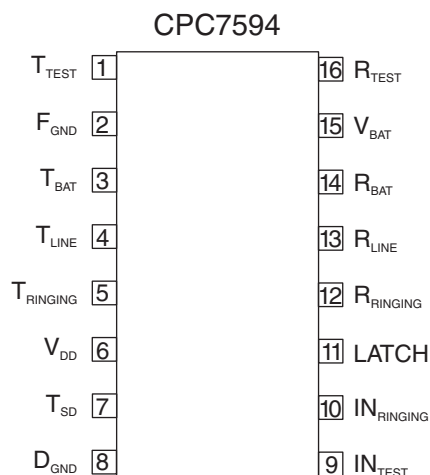 CPC7594
T_TEST 1 16 R_TEST
F_GND 2 15 V_BAT
T_BAT 3 14 R_BAT
T_LINE 4 13 R_LINE
T_RINGING 5 12 R_RINGING
V_DD 6 11 LATCH
T_SD 7 10 IN_RINGING
D_GND 8 9 IN_TEST